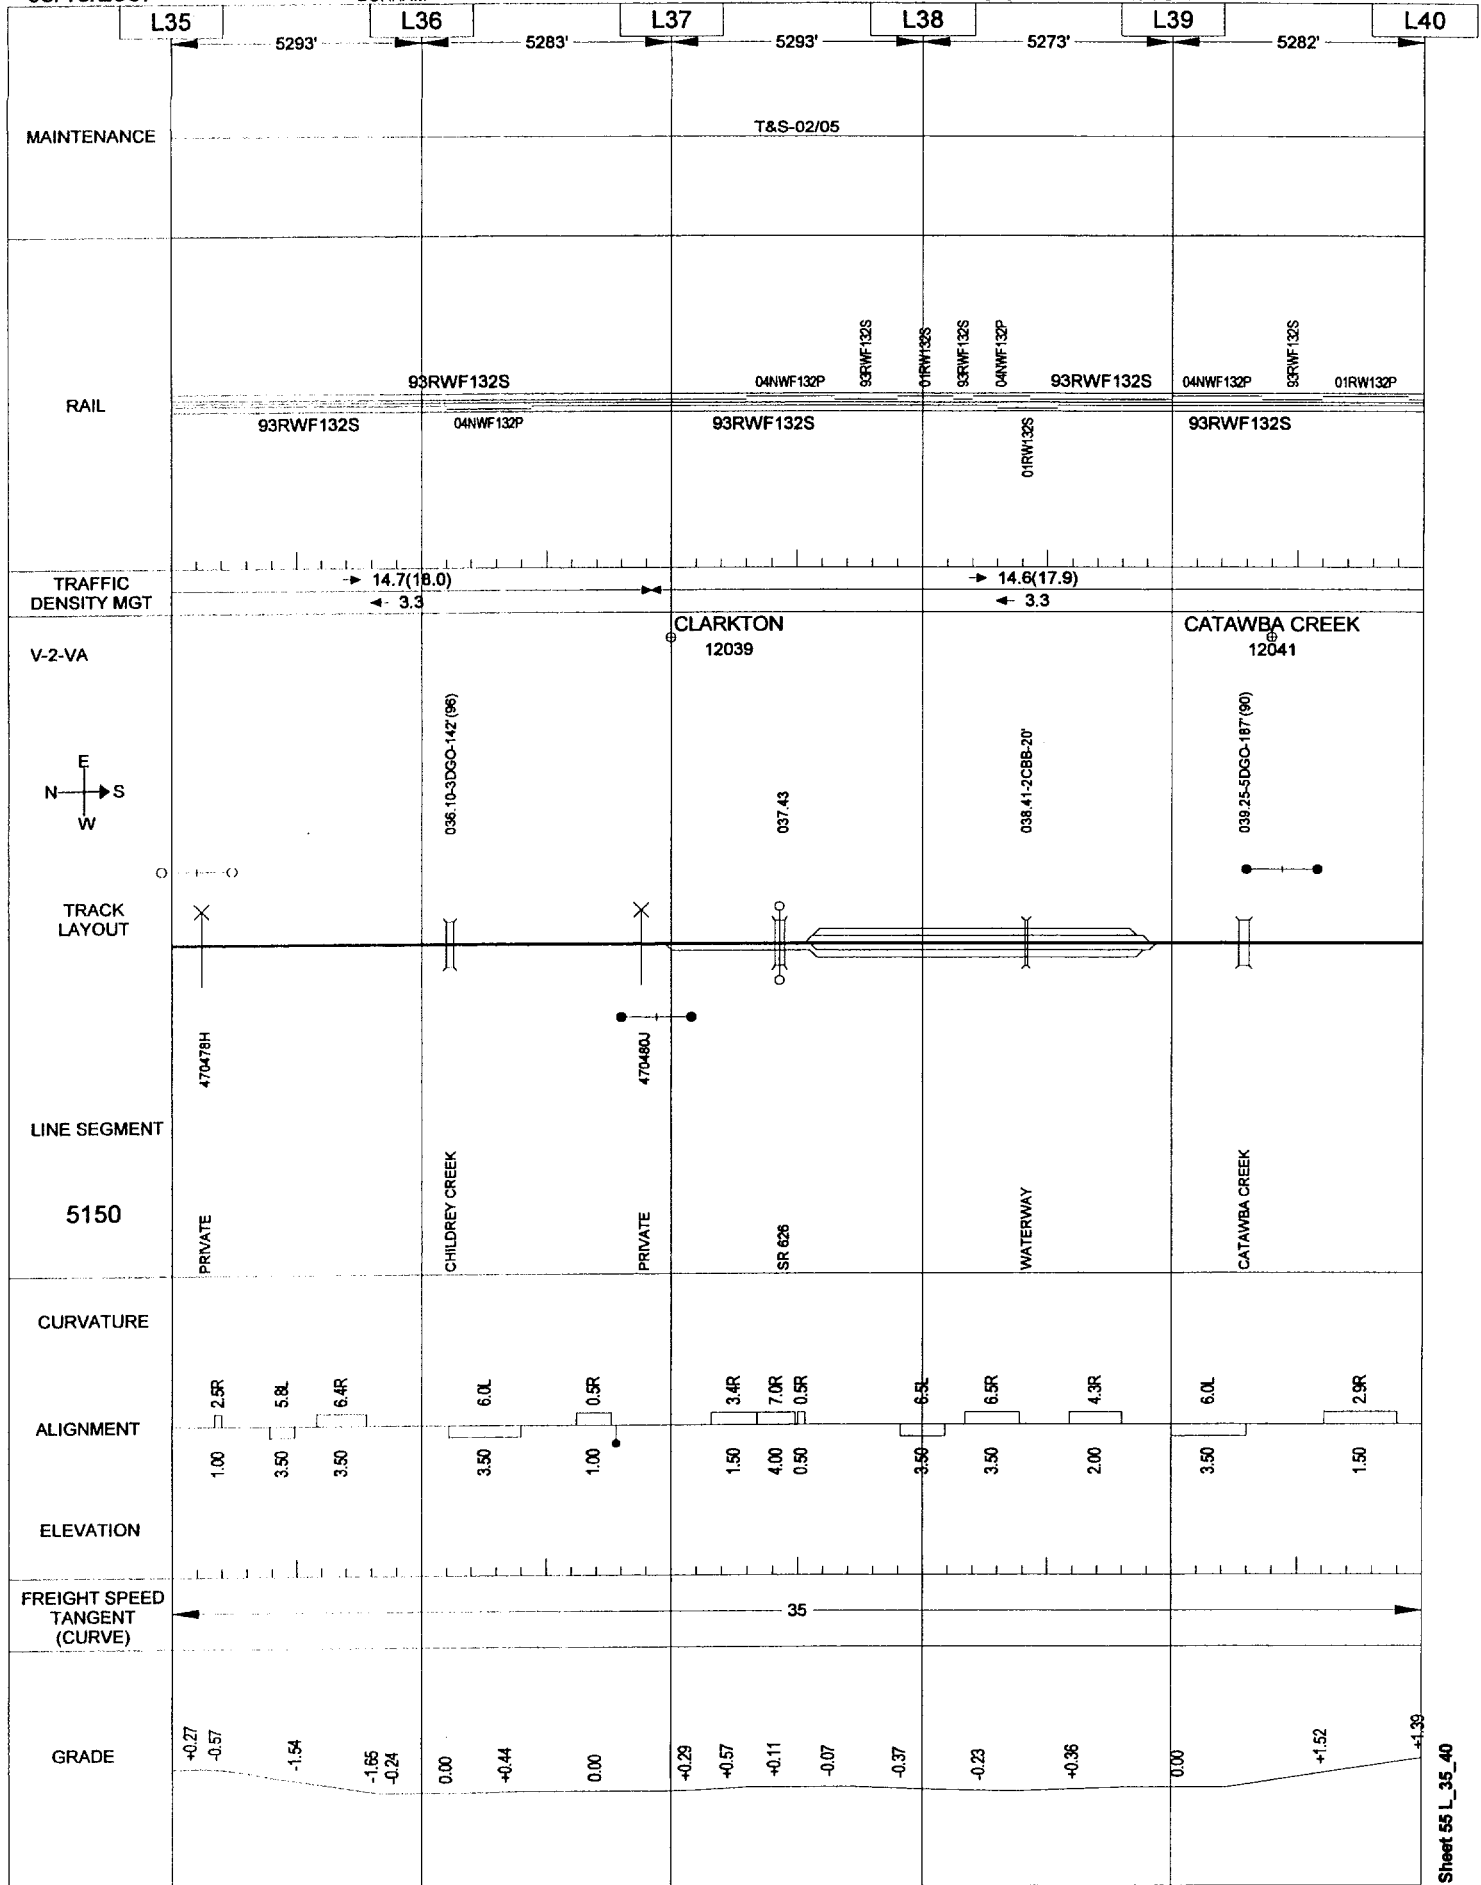 L35 L36 L37 L38 L39 L40
5293' 5283' 5293' 5273' 5282'
MAINTENANCE
T&S-02/05
93RWF132S 01RW132S 93RWF132S 04NWF132P 93RWF132S
93RWF132S 04NWF132P 93RWF132S 04NWF132P 01RW132P
RAIL
93RWF132S 04NWF132P 93RWF132S 01RW132S 93RWF132S
TRAFFIC
DENSITY MGT
14.7(18.0) 14.6(17.9)
3.3 3.3
CLARKTON CATAWBA CREEK
12039 12041
V-2-VA
036.10-3DGO-142'(96) 037.43 038.41-2CBB-20' 039.25-5DGO-187'(90)
E
N S
W
TRACK
LAYOUT
470478H 470480J
LINE SEGMENT
5150
PRIVATE CHILDREY CREEK PRIVATE SR 626 WATERWAY CATAWBA CREEK
CURVATURE
2.5R 5.8L 6.4R 6.0L 0.5R 3.4R 7.0R 0.5R 6.5L 6.5R 4.3R 6.0L 2.9R
ALIGNMENT
1.00 3.50 3.50 3.50 1.00 1.50 4.00 0.50 3.50 3.50 2.00 3.50 1.50
ELEVATION
FREIGHT SPEED
TANGENT
(CURVE)
35
GRADE
+0.27 -0.57 -1.54 -1.65 -0.24 0.00 +0.44 0.00 +0.29 +0.57 +0.11 -0.07 -0.37 -0.23 +0.36 0.00 +1.52 +1.39
Sheet 55 L_35_40